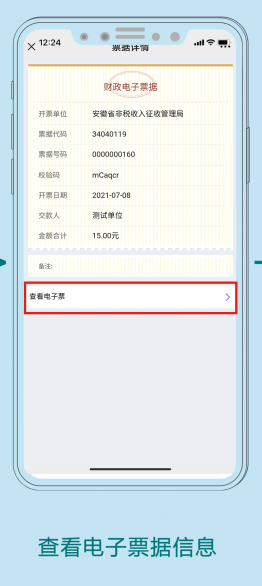 12:24
票据详情
财政电子票据
开票单位 安徽省非税收入征收管理局
票据代码 34040119
票据号码 0000000160
校验码 mCaqcr
开票日期 2021-07-08
交款人 测试单位
金额合计 15.00元
备注:
查看电子票
查看电子票据信息